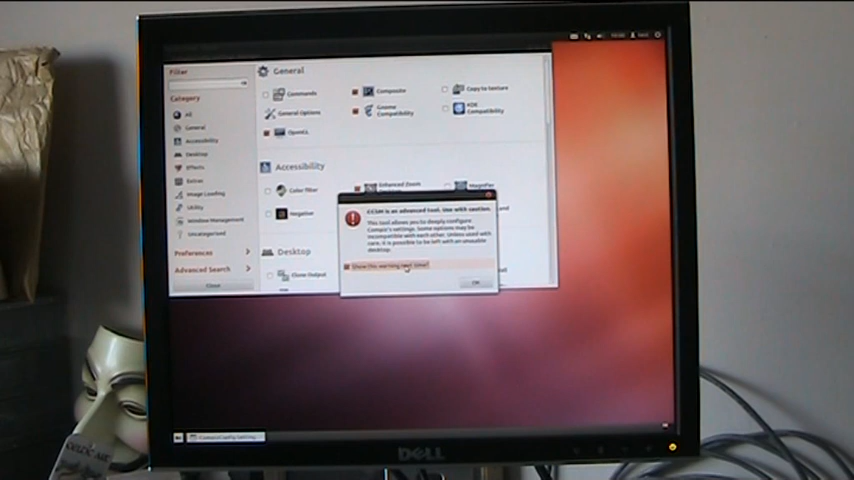 Filter
General
Commands
Composite
Copy to texture
Category
General Options
Gnome
Compatibility
KDE
Compatibility
All
General
OpenGL
Accessibility
Desktop
Accessibility
Effects
Extras
Color Filter
Enhanced Zoom
Magnifier
Image Loading
Utility
Negative
Window Management
Uncategorized
CCSM is an advanced tool. Use with caution.
This tool allows you to deeply configure
Compiz's settings. Some options may be
incompatible with each other. Unless used with
care, it is possible to be left with an unusable
desktop.
Preferences
Desktop
Advanced Search
Show this warning next time?
Clone Output
Close
OK
DELL